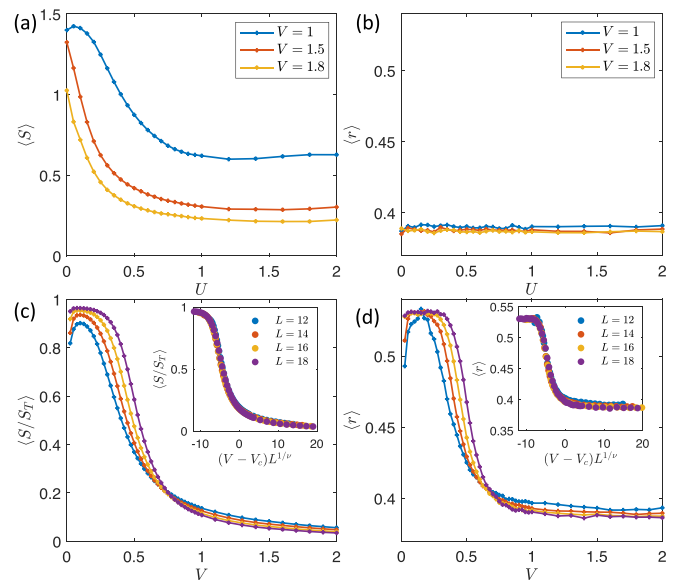 (a)
1.5
1
0.5
0
⟨S⟩
V = 1
V = 1.5
V = 1.8
0 0.5 1 1.5 2
U
(b)
0.5
0.45
0.4
⟨r⟩
V = 1
V = 1.5
V = 1.8
0 0.5 1 1.5 2
U
(c)
1
0.8
0.6
0.4
0.2
0
⟨S/S_T⟩
0 0.5 1 1.5 2
V
1
0.5
0
⟨S/S_T⟩
L = 12
L = 14
L = 16
L = 18
-10 0 10 20
(V − V_c)L^{1/ν}
(d)
0.5
0.45
0.4
⟨r⟩
0 0.5 1 1.5 2
V
0.55
0.5
0.45
0.4
0.35
⟨r⟩
L = 12
L = 14
L = 16
L = 18
-10 0 10 20
(V − V_c)L^{1/ν}